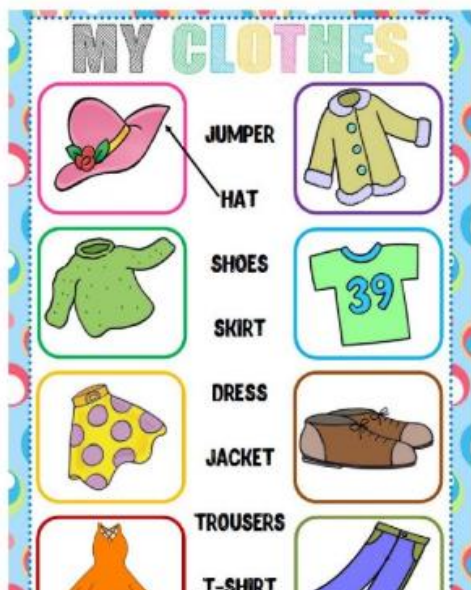 MY CLOTHES
JUMPER
HAT
SHOES
39
SKIRT
DRESS
JACKET
TROUSERS
T-SHIRT